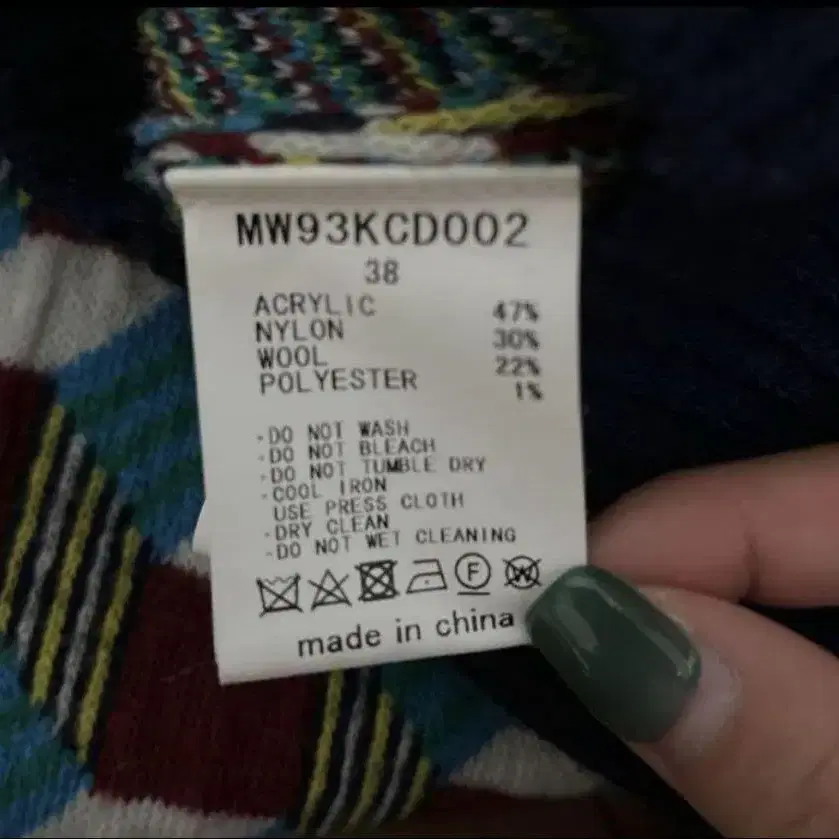 MW93KCD002
38
ACRYLIC 47%
NYLON 30%
WOOL 22%
POLYESTER 1%
·DO NOT WASH
·DO NOT BLEACH
·DO NOT TUMBLE DRY
·COOL IRON
USE PRESS CLOTH
·DRY CLEAN
·DO NOT WET CLEANING
F W
made in china